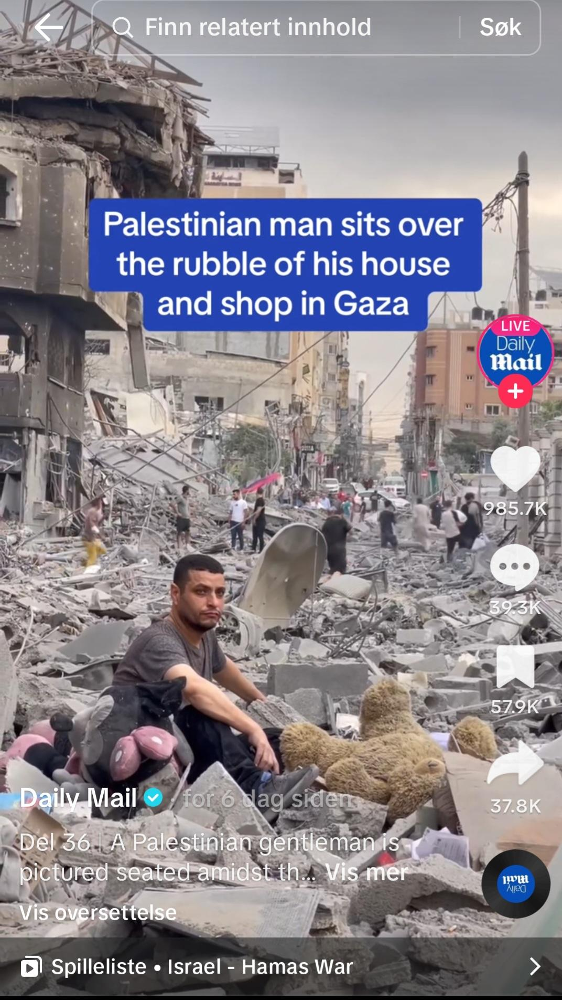 Finn relatert innhold
Søk
Palestinian man sits over
the rubble of his house
and shop in Gaza
LIVE
Daily
Mail
985.7K
39.3K
57.9K
37.8K
Daily Mail · for 6 dag siden
Del 36 | A Palestinian gentleman is
pictured seated amidst th... Vis mer
Vis oversettelse
Daily
Mail
Spilleliste • Israel - Hamas War